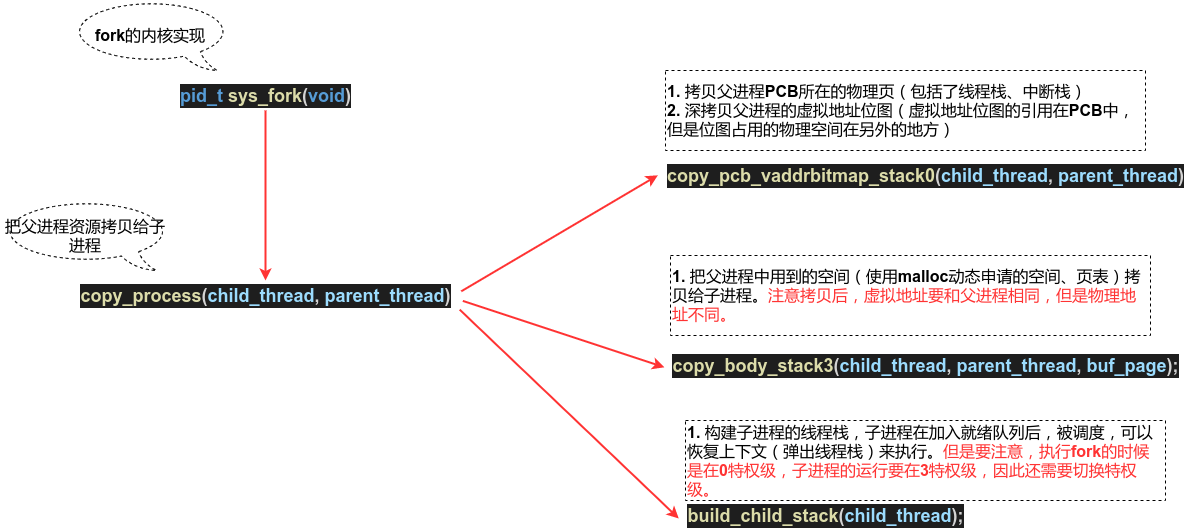 fork的内核实现
pid_t sys_fork(void)
把父进程资源拷贝给子
进程
copy_process(child_thread, parent_thread)
1. 拷贝父进程PCB所在的物理页（包括了线程栈、中断栈）
2. 深拷贝父进程的虚拟地址位图（虚拟地址位图的引用在PCB中，
但是位图占用的物理空间在另外的地方）
copy_pcb_vaddrbitmap_stack0(child_thread, parent_thread)
1. 把父进程中用到的空间（使用malloc动态申请的空间、页表）拷
贝给子进程。注意拷贝后，虚拟地址要和父进程相同，但是物理地
址不同。
copy_body_stack3(child_thread, parent_thread, buf_page);
1. 构建子进程的线程栈，子进程在加入就绪队列后，被调度，可以
恢复上下文（弹出线程栈）来执行。但是要注意，执行fork的时候
是在0特权级，子进程的运行要在3特权级，因此还需要切换特权
级。
build_child_stack(child_thread);